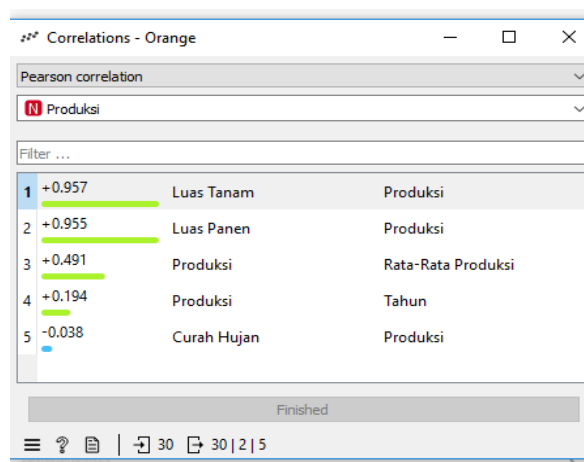 Correlations - Orange
Pearson correlation
N Produksi
Filter ...
1 +0.957 Luas Tanam Produksi
2 +0.955 Luas Panen Produksi
3 +0.491 Produksi Rata-Rata Produksi
4 +0.194 Produksi Tahun
5 -0.038 Curah Hujan Produksi
Finished
? 30 30 | 2 | 5